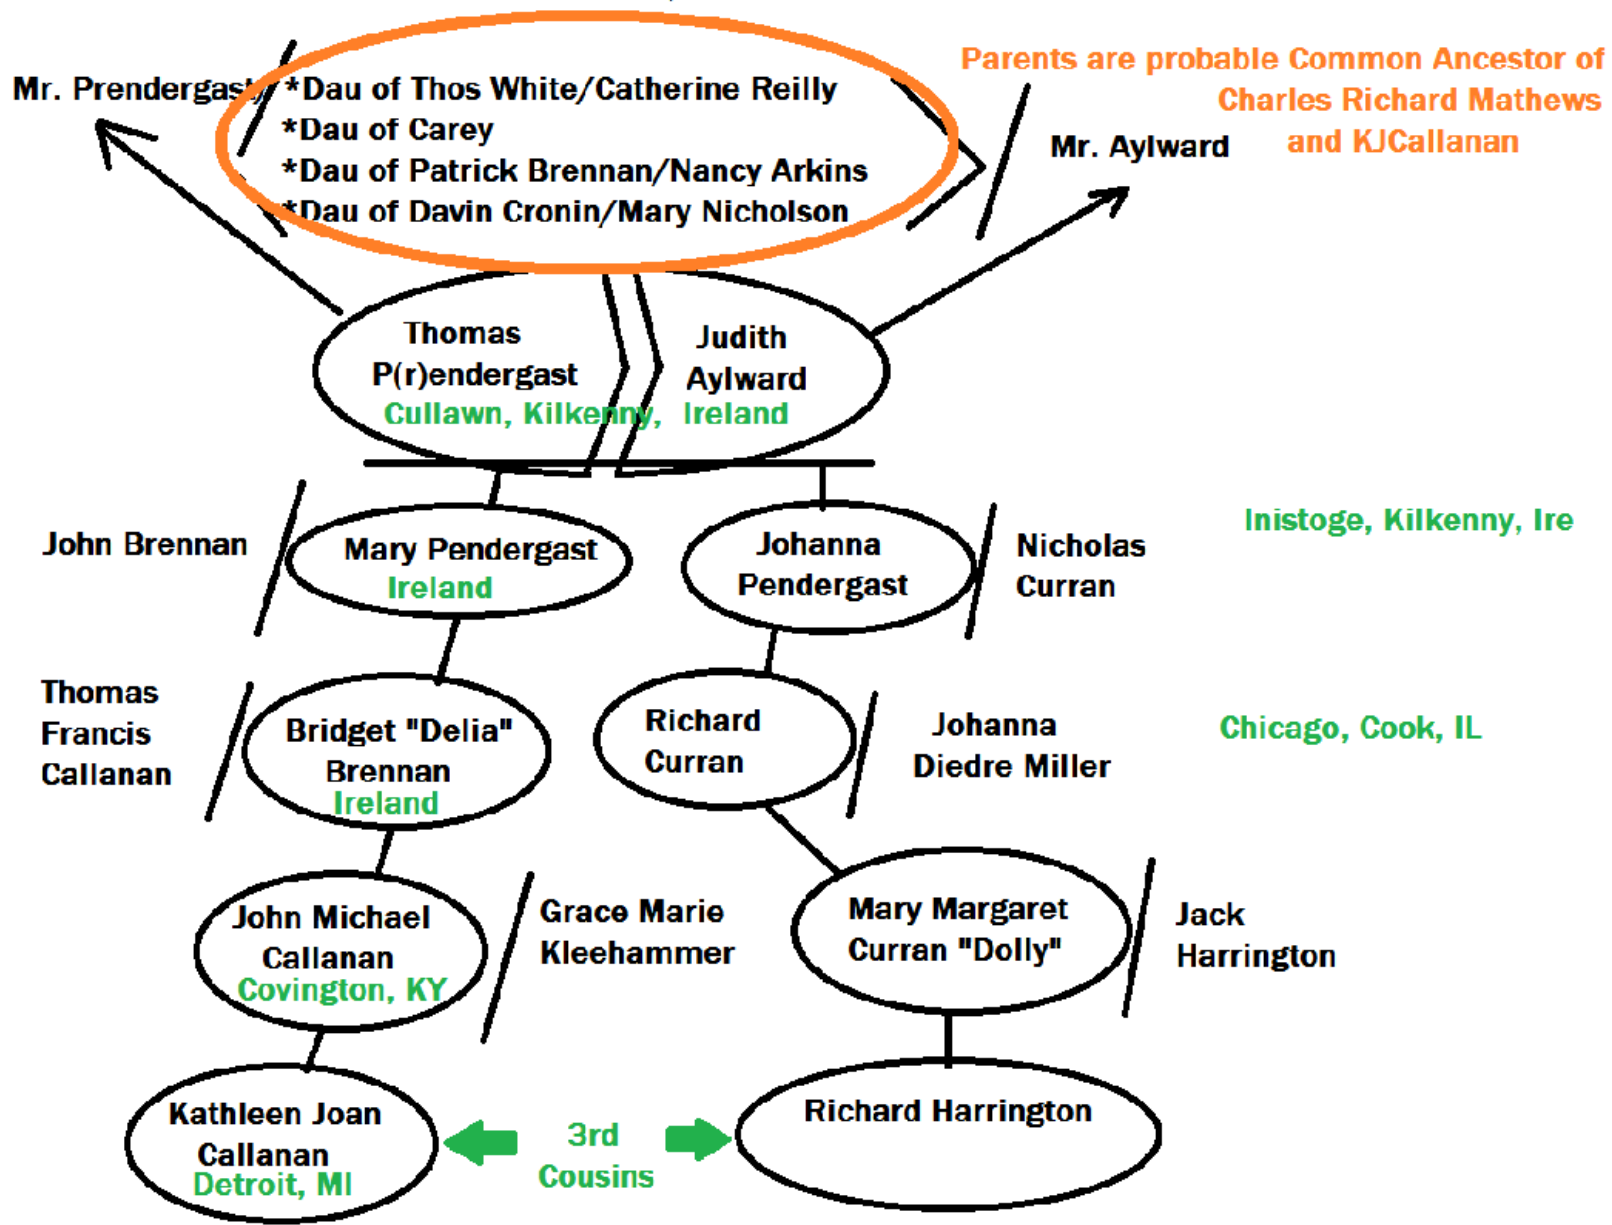 Parents are probable Common Ancestor of
Charles Richard Mathews
and KJCallanan
Mr. Prendergast
*Dau of Thos White/Catherine Reilly
*Dau of Carey
*Dau of Patrick Brennan/Nancy Arkins
*Dau of Davin Cronin/Mary Nicholson
Mr. Aylward
Thomas
P(r)endergast
Judith
Aylward
Cullawn, Kilkenny, Ireland
John Brennan
Mary Pendergast
Ireland
Johanna
Pendergast
Nicholas
Curran
Inistoge, Kilkenny, Ire
Thomas
Francis
Callanan
Bridget "Delia"
Brennan
Ireland
Richard
Curran
Johanna
Diedre Miller
Chicago, Cook, IL
John Michael
Callanan
Covington, KY
Grace Marie
Kleehammer
Mary Margaret
Curran "Dolly"
Jack
Harrington
Kathleen Joan
Callanan
Detroit, MI
3rd
Cousins
Richard Harrington